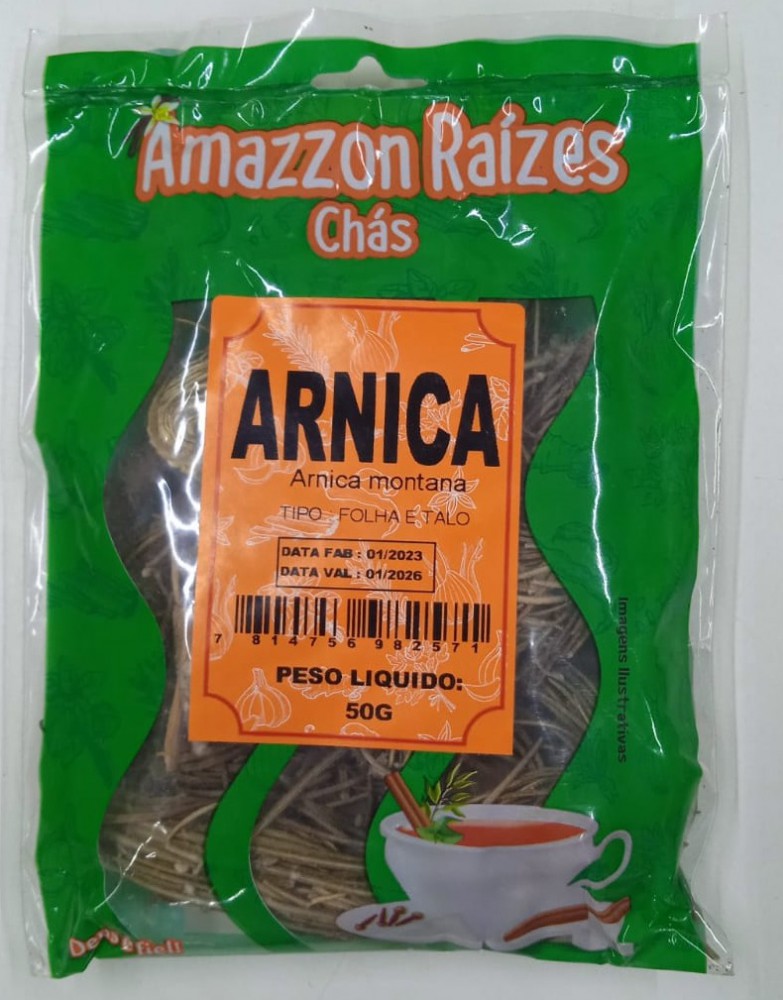 Amazzon Raízes
Chás
ARNICA
Arnica montana
TIPO : FOLHA E TALO
DATA FAB : 01/2023
DATA VAL : 01/2026
7 814756 982571
PESO LIQUIDO:
50G
Imagens Ilustrativas